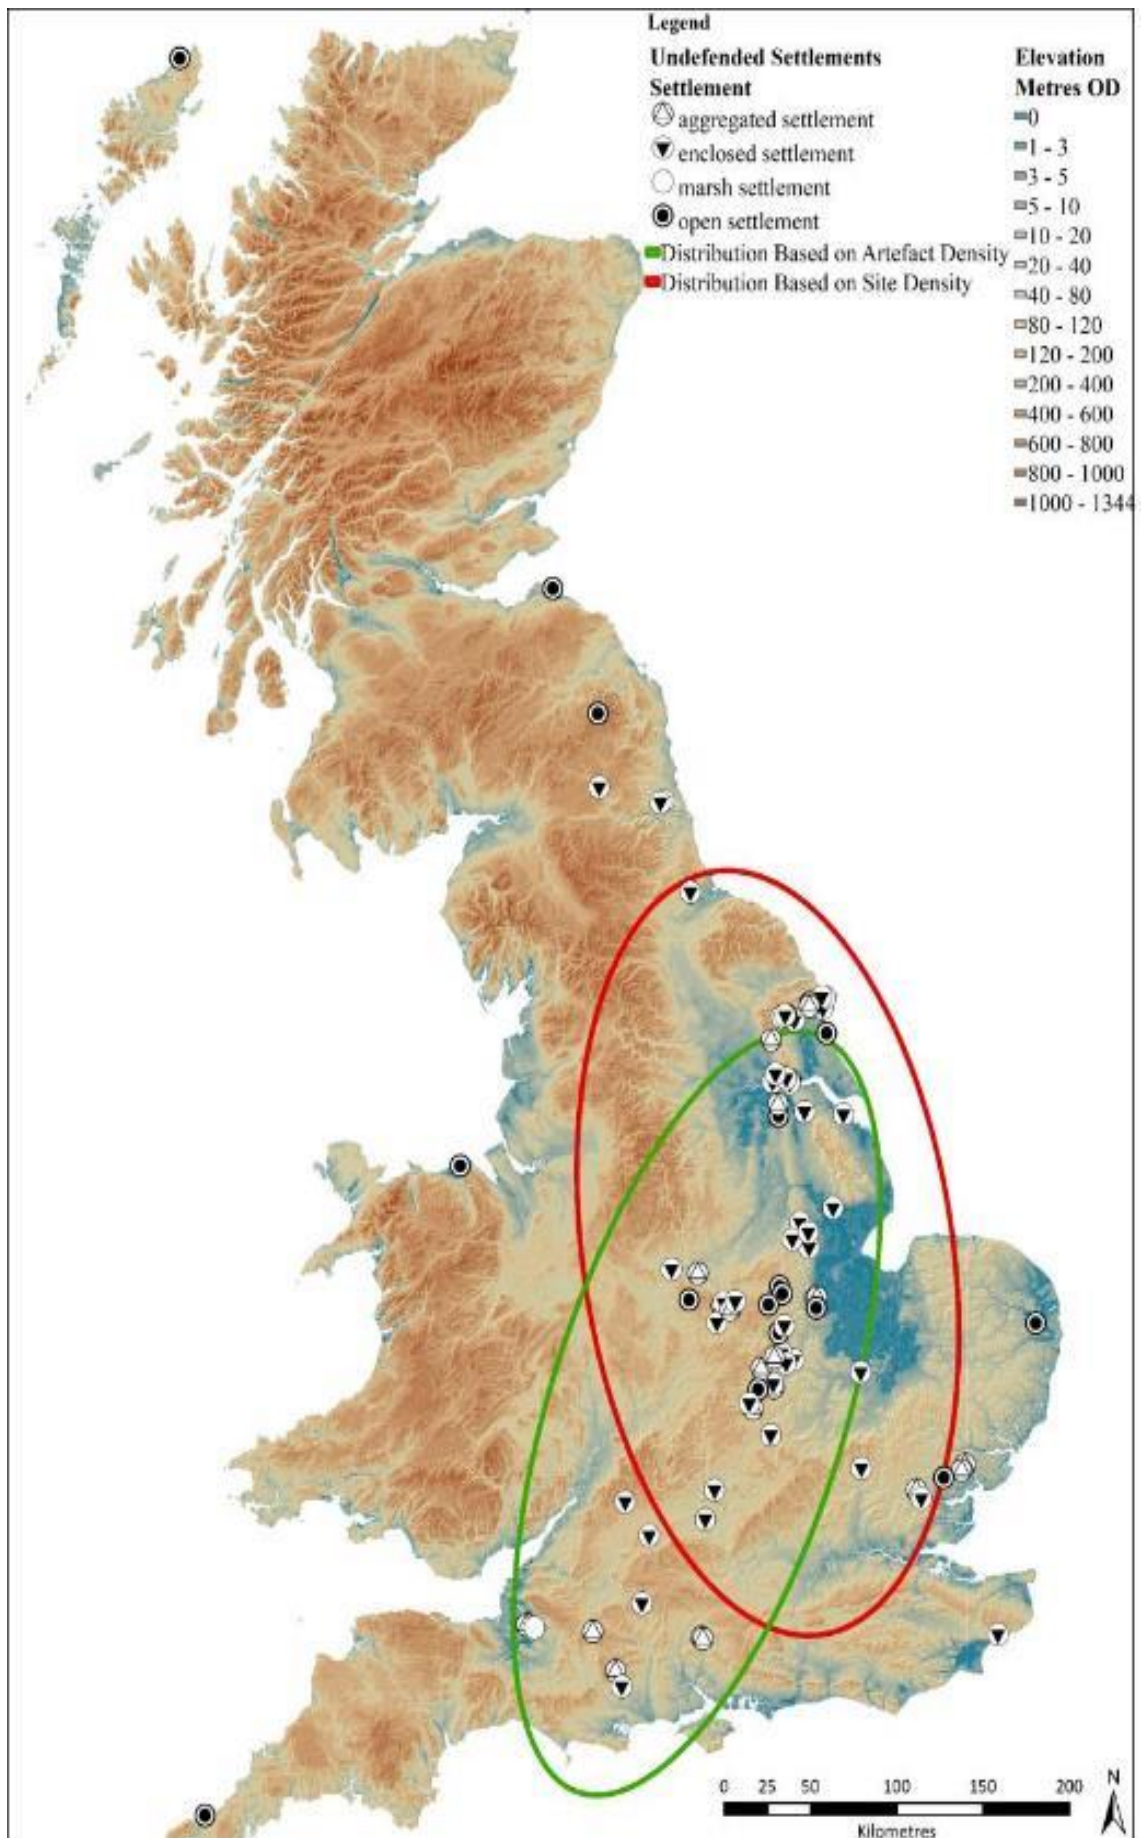 Legend
Undefended Settlements
Settlement
aggregated settlement
enclosed settlement
marsh settlement
open settlement
Distribution Based on Artefact Density
Distribution Based on Site Density
Elevation
Metres OD
0
1 - 3
3 - 5
5 - 10
10 - 20
20 - 40
40 - 80
80 - 120
120 - 200
200 - 400
400 - 600
600 - 800
800 - 1000
1000 - 1344
0 25 50 100 150 200
Kilometres
N